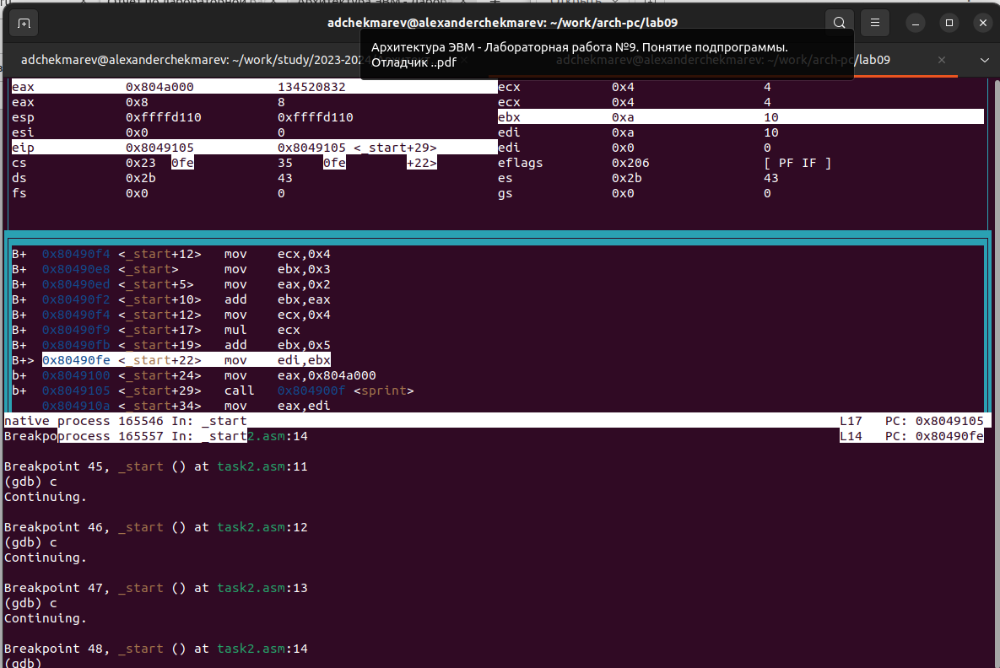 adchekmarev@alexanderchekmarev: ~/work/arch-pc/lab09
Архитектура ЭВМ - Лабораторная работа №9. Понятие подпрограммы.
Отладчик ..pdf
adchekmarev@alexanderchekmarev: ~/work/study/2023-202
adchekmarev@alexanderchekmarev: ~/work/arch-pc/lab09
eax 0x804a000 134520832 ecx 0x4 4
eax 0x8 8 ecx 0x4 4
esp 0xffffd110 0xffffd110 ebx 0xa 10
esi 0x0 0 edi 0xa 10
eip 0x8049105 0x8049105 <_start+29> edi 0x0 0
cs 0x23 0fe 35 0fe +22> eflags 0x206 [ PF IF ]
ds 0x2b 43 es 0x2b 43
fs 0x0 0 gs 0x0 0
B+ 0x80490f4 <_start+12> mov ecx,0x4
B+ 0x80490e8 <_start> mov ebx,0x3
B+ 0x80490ed <_start+5> mov eax,0x2
B+ 0x80490f2 <_start+10> add ebx,eax
B+ 0x80490f4 <_start+12> mov ecx,0x4
B+ 0x80490f9 <_start+17> mul ecx
B+ 0x80490fb <_start+19> add ebx,0x5
B+> 0x80490fe <_start+22> mov edi,ebx
b+ 0x8049100 <_start+24> mov eax,0x804a000
b+ 0x8049105 <_start+29> call 0x804900f <sprint>
0x804910a <_start+34> mov eax,edi
native process 165546 In: _start L17 PC: 0x8049105
Breakpoprocess 165557 In: _start2.asm:14 L14 PC: 0x80490fe
Breakpoint 45, _start () at task2.asm:11
(gdb) c
Continuing.
Breakpoint 46, _start () at task2.asm:12
(gdb) c
Continuing.
Breakpoint 47, _start () at task2.asm:13
(gdb) c
Continuing.
Breakpoint 48, _start () at task2.asm:14
(gdb)